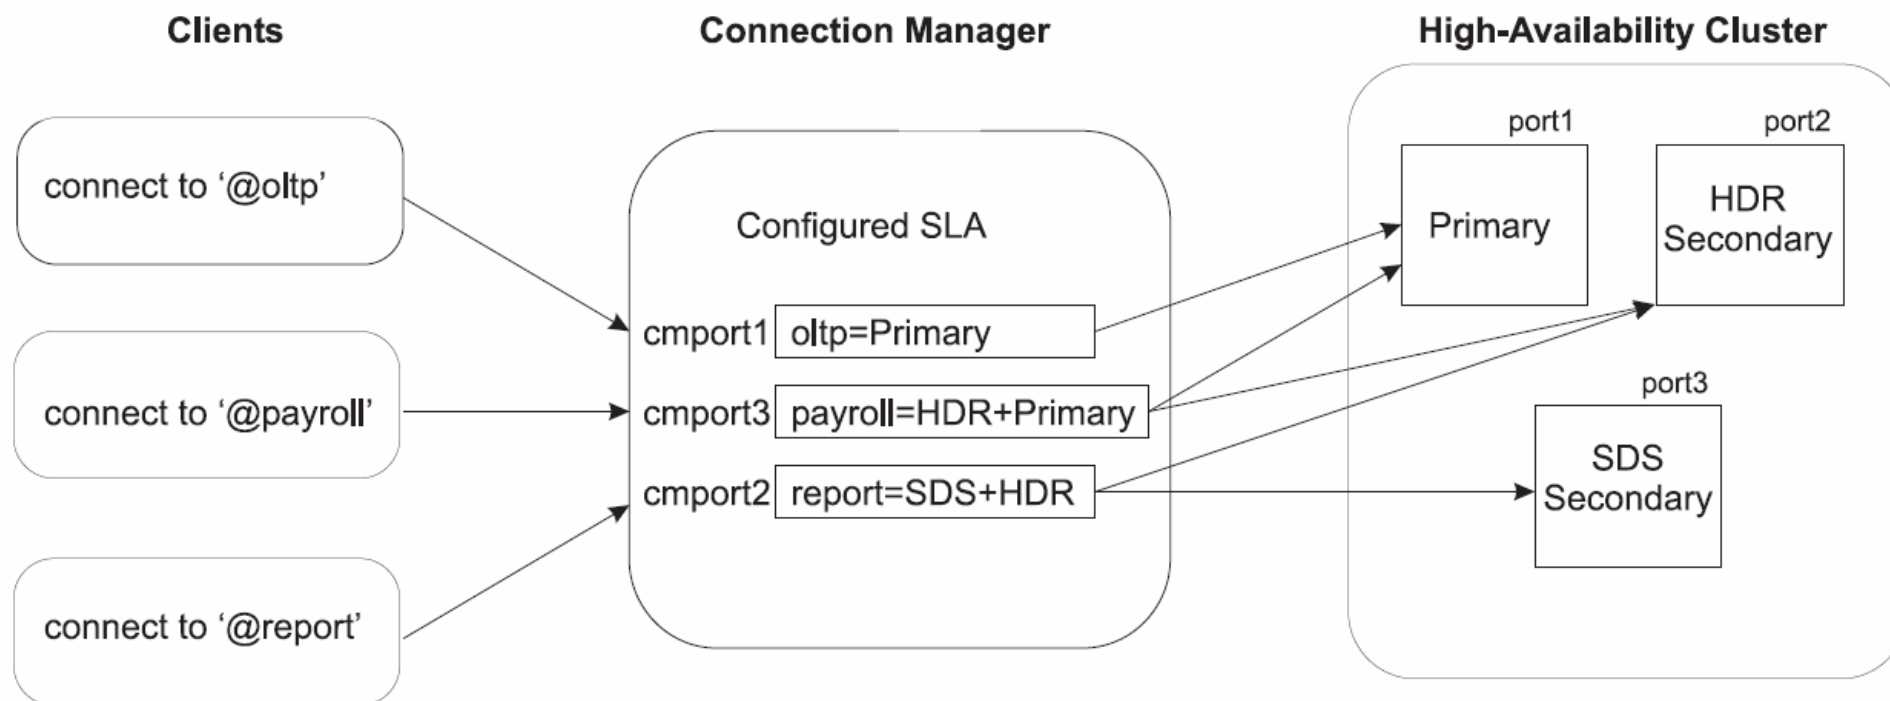 Clients
Connection Manager
High-Availability Cluster
connect to ‘@oltp’
connect to ‘@payroll’
connect to ‘@report’
Configured SLA
cmport1 oltp=Primary
cmport3 payroll=HDR+Primary
cmport2 report=SDS+HDR
port1
Primary
port2
HDR
Secondary
port3
SDS
Secondary